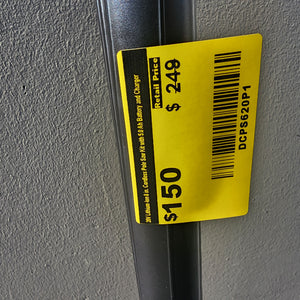 20V Lithium-Ion 8 in. Cordless Pole Saw Kit with 5.0 Ah Battery and Charger
Retail Price
$ 249
$150
DCPS620P1